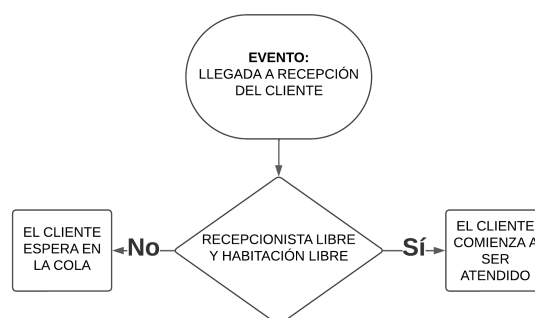 EVENTO:
LLEGADA A RECEPCIÓN
DEL CLIENTE
RECEPCIONISTA LIBRE
Y HABITACIÓN LIBRE
No
EL CLIENTE
ESPERA EN
LA COLA
Sí
EL CLIENTE
COMIENZA A
SER
ATENDIDO